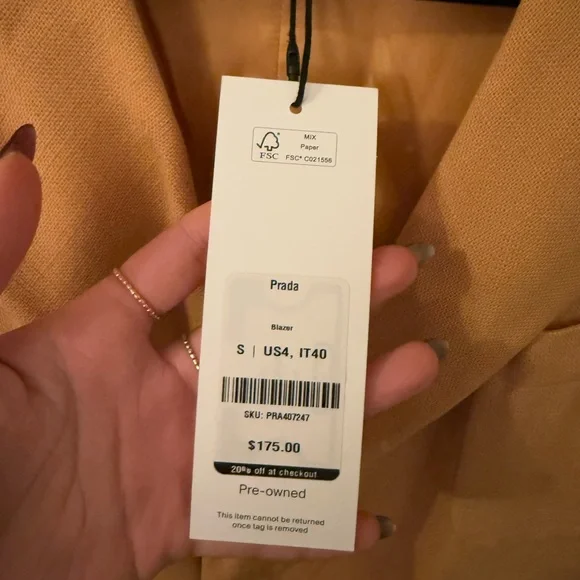 MIX
Paper
FSC
FSC® C021556
Prada
Blazer
S | US4, IT40
SKU: PRA407247
$175.00
20% off at checkout
Pre-owned
This item cannot be returned
once tag is removed